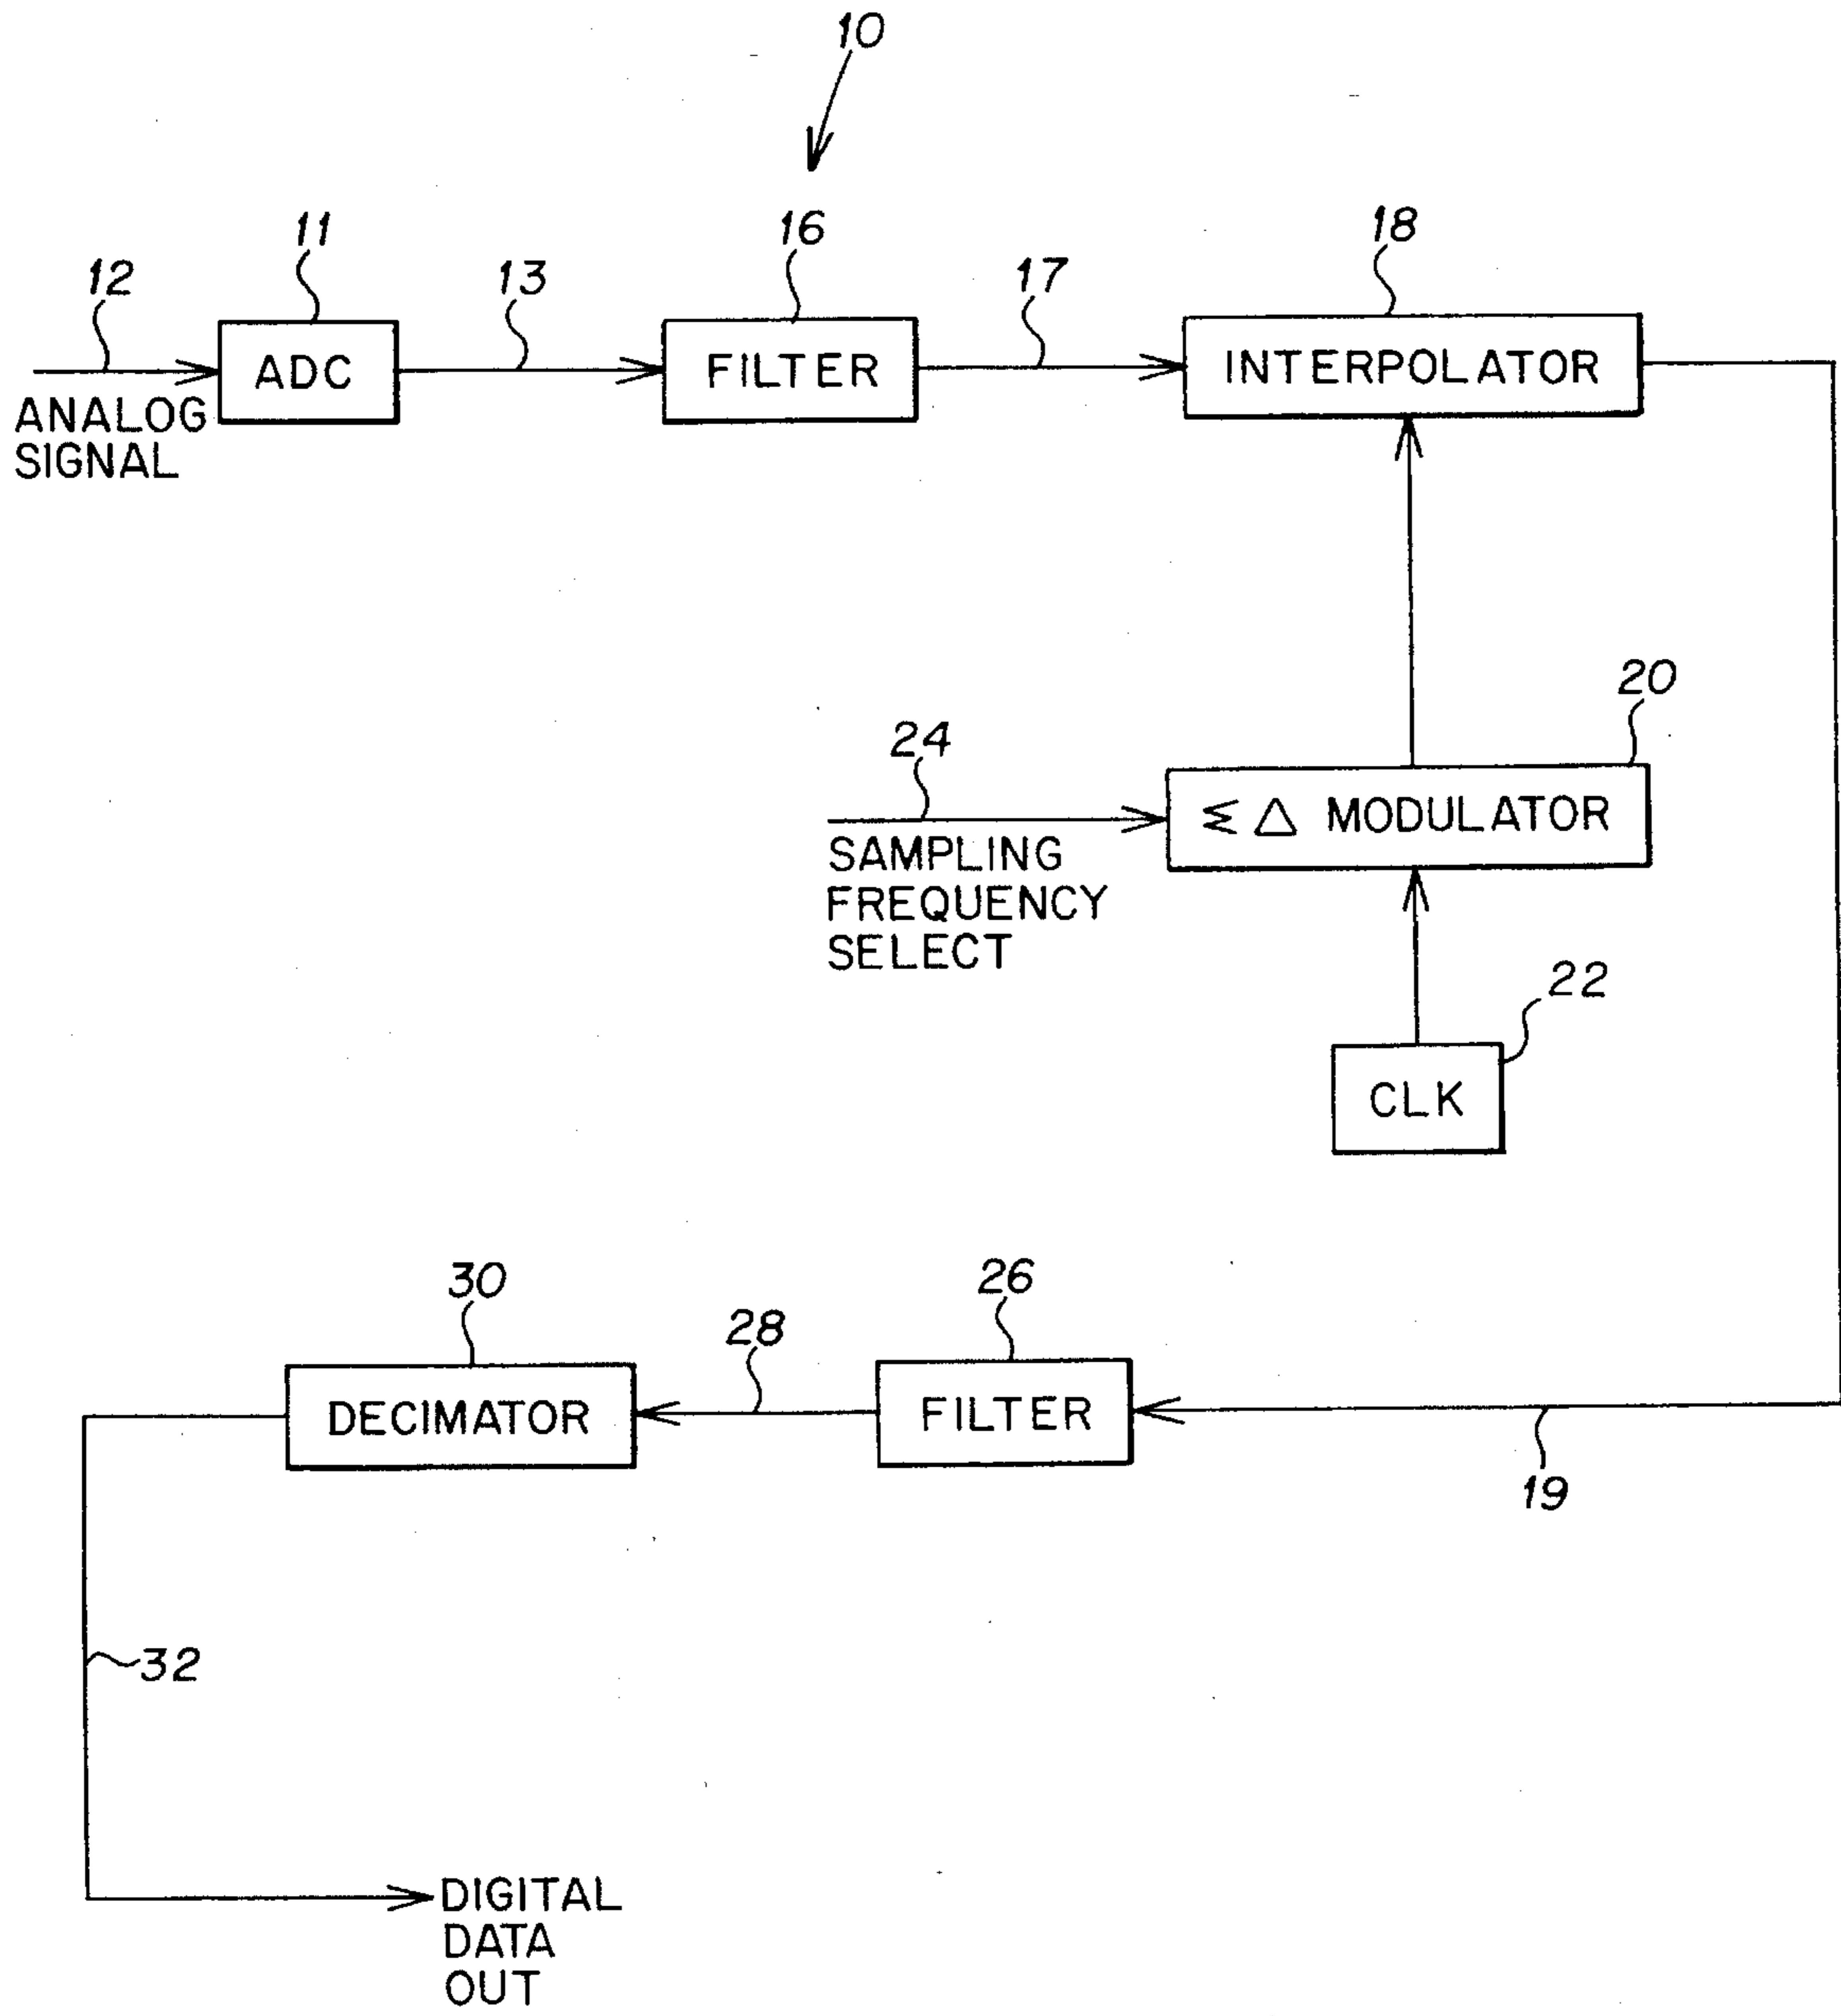 10
11
16
18
12
13
17
ADC
FILTER
INTERPOLATOR
ANALOG
SIGNAL
20
24
ΣΔ MODULATOR
SAMPLING
FREQUENCY
SELECT
22
CLK
30
26
28
DECIMATOR
FILTER
19
32
DIGITAL
DATA
OUT